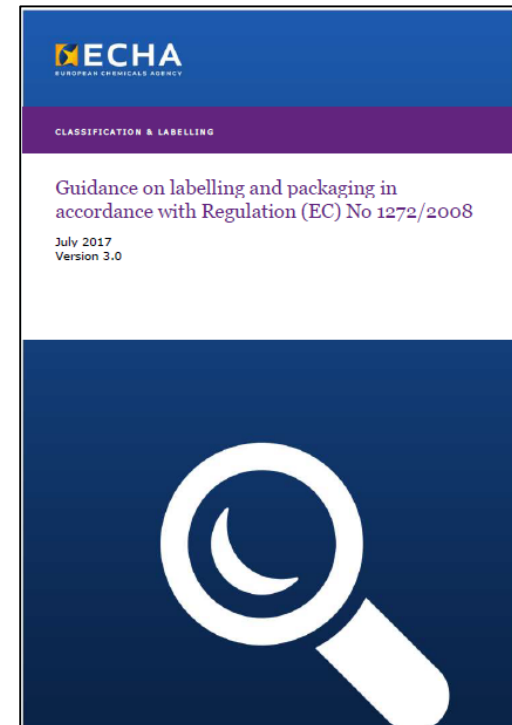 ECHA
EUROPEAN CHEMICALS AGENCY
CLASSIFICATION & LABELLING
Guidance on labelling and packaging in
accordance with Regulation (EC) No 1272/2008
July 2017
Version 3.0